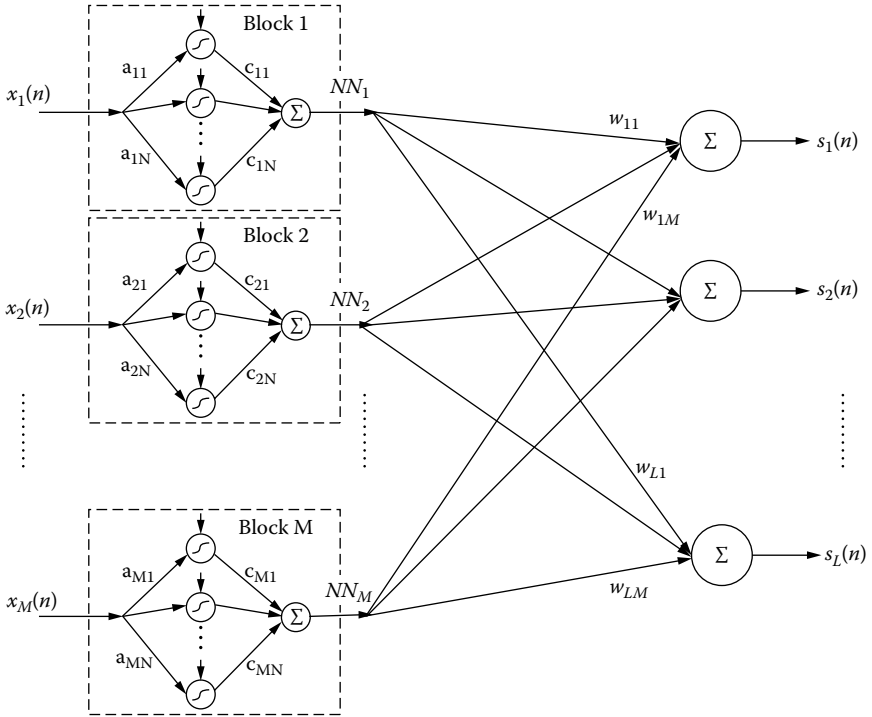 Block 1
a11
c11
x1(n)
Σ
NN1
a1N
c1N
w11
Σ
s1(n)
w1M
Block 2
a21
c21
x2(n)
Σ
NN2
a2N
c2N
Σ
s2(n)
wL1
Block M
aM1
cM1
xM(n)
Σ
NNM
aMN
cMN
wLM
Σ
sL(n)